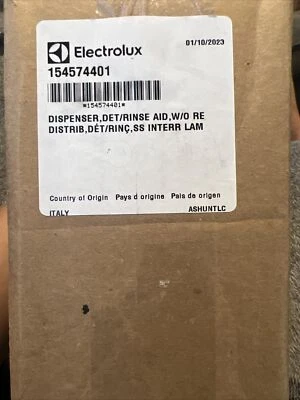 Electrolux
01/10/2023
154574401
*154574401*
DISPENSER,DET/RINSE AID,W/O RE
DISTRIB,DÉT/RINÇ,SS INTERR LAM
Country of Origin Pays d origine Pais de origen
ITALY ASHUNTLC